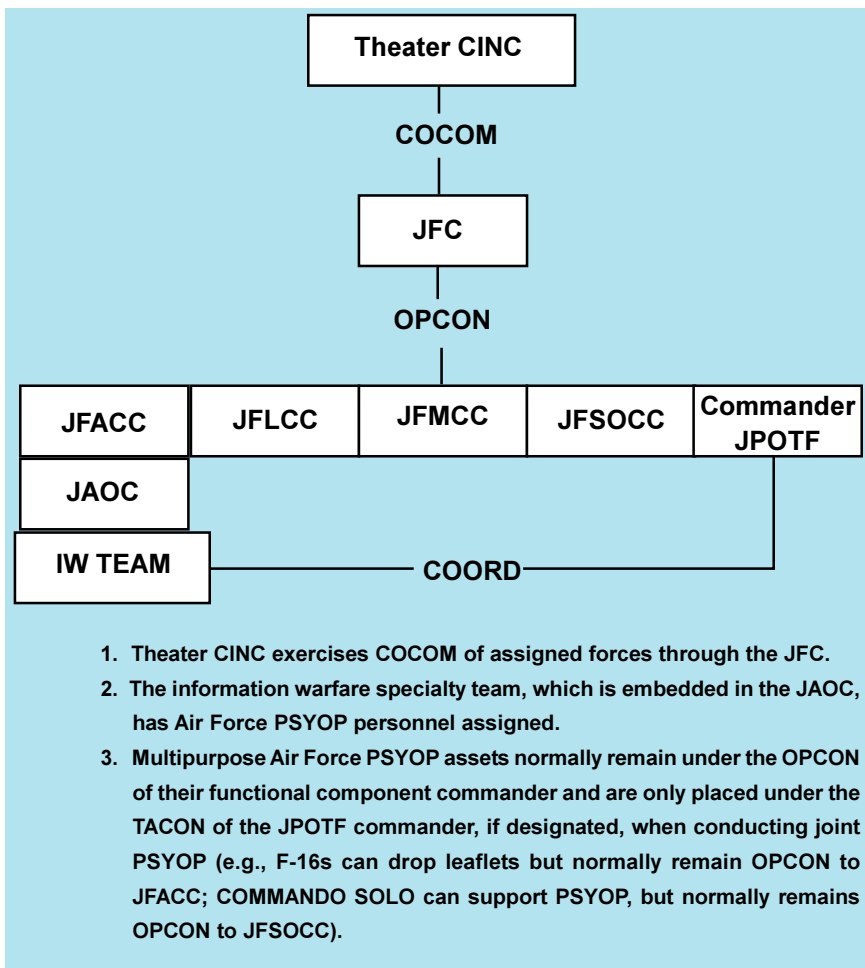 Theater CINC
COCOM
JFC
OPCON
JFACC
JFLCC
JFMCC
JFSOCC
Commander
JPOTF
JAOC
IW TEAM
COORD
1. Theater CINC exercises COCOM of assigned forces through the JFC.
2. The information warfare specialty team, which is embedded in the JAOC,
has Air Force PSYOP personnel assigned.
3. Multipurpose Air Force PSYOP assets normally remain under the OPCON
of their functional component commander and are only placed under the
TACON of the JPOTF commander, if designated, when conducting joint
PSYOP (e.g., F-16s can drop leaflets but normally remain OPCON to
JFACC; COMMANDO SOLO can support PSYOP, but normally remains
OPCON to JFSOCC).